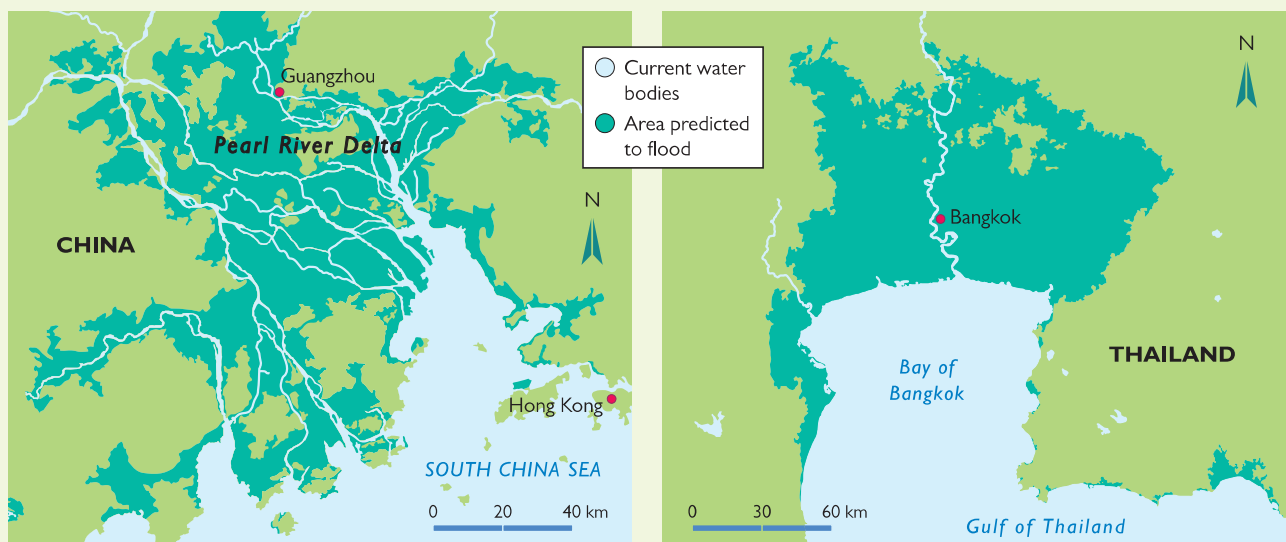 Guangzhou
Pearl River Delta
CHINA
N
Hong Kong
SOUTH CHINA SEA
0 20 40 km
Current water
bodies
Area predicted
to flood
N
Bangkok
THAILAND
Bay of
Bangkok
0 30 60 km
Gulf of Thailand